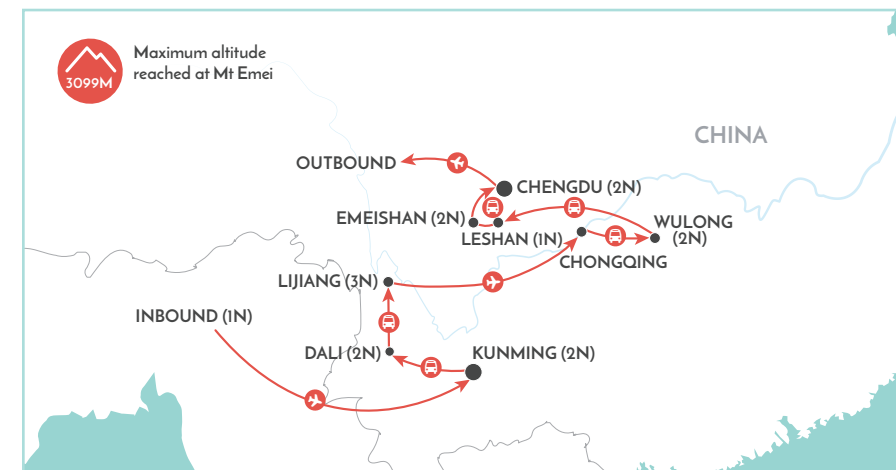 Maximum altitude
reached at Mt Emei
3099M
CHINA
OUTBOUND
CHENGDU (2N)
EMEISHAN (2N)
LESHAN (1N)
WULONG
(2N)
CHONGQING
LIJIANG (3N)
INBOUND (1N)
DALI (2N)
KUNMING (2N)